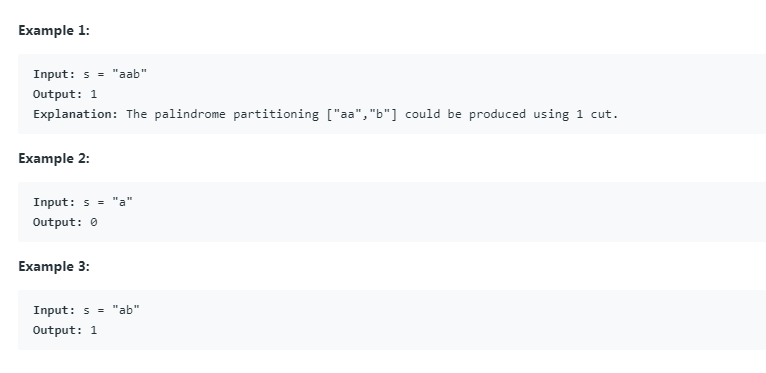 Example 1:
Input: s = "aab"
Output: 1
Explanation: The palindrome partitioning ["aa","b"] could be produced using 1 cut.
Example 2:
Input: s = "a"
Output: 0
Example 3:
Input: s = "ab"
Output: 1